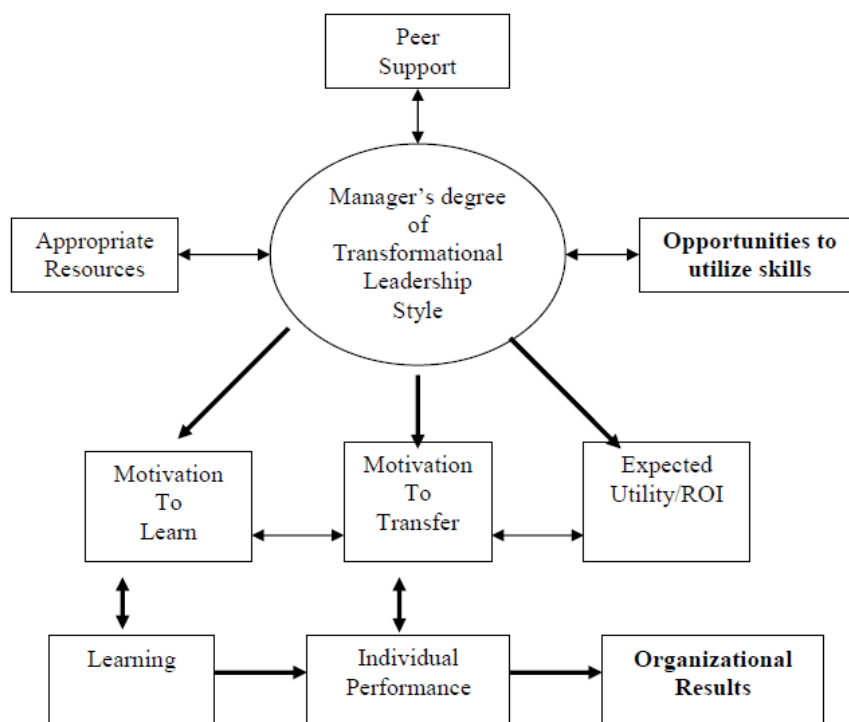 Peer
Support
Manager's degree
of
Transformational
Leadership
Style
Appropriate
Resources
Opportunities to
utilize skills
Motivation
To
Learn
Motivation
To
Transfer
Expected
Utility/ROI
Learning
Individual
Performance
Organizational
Results